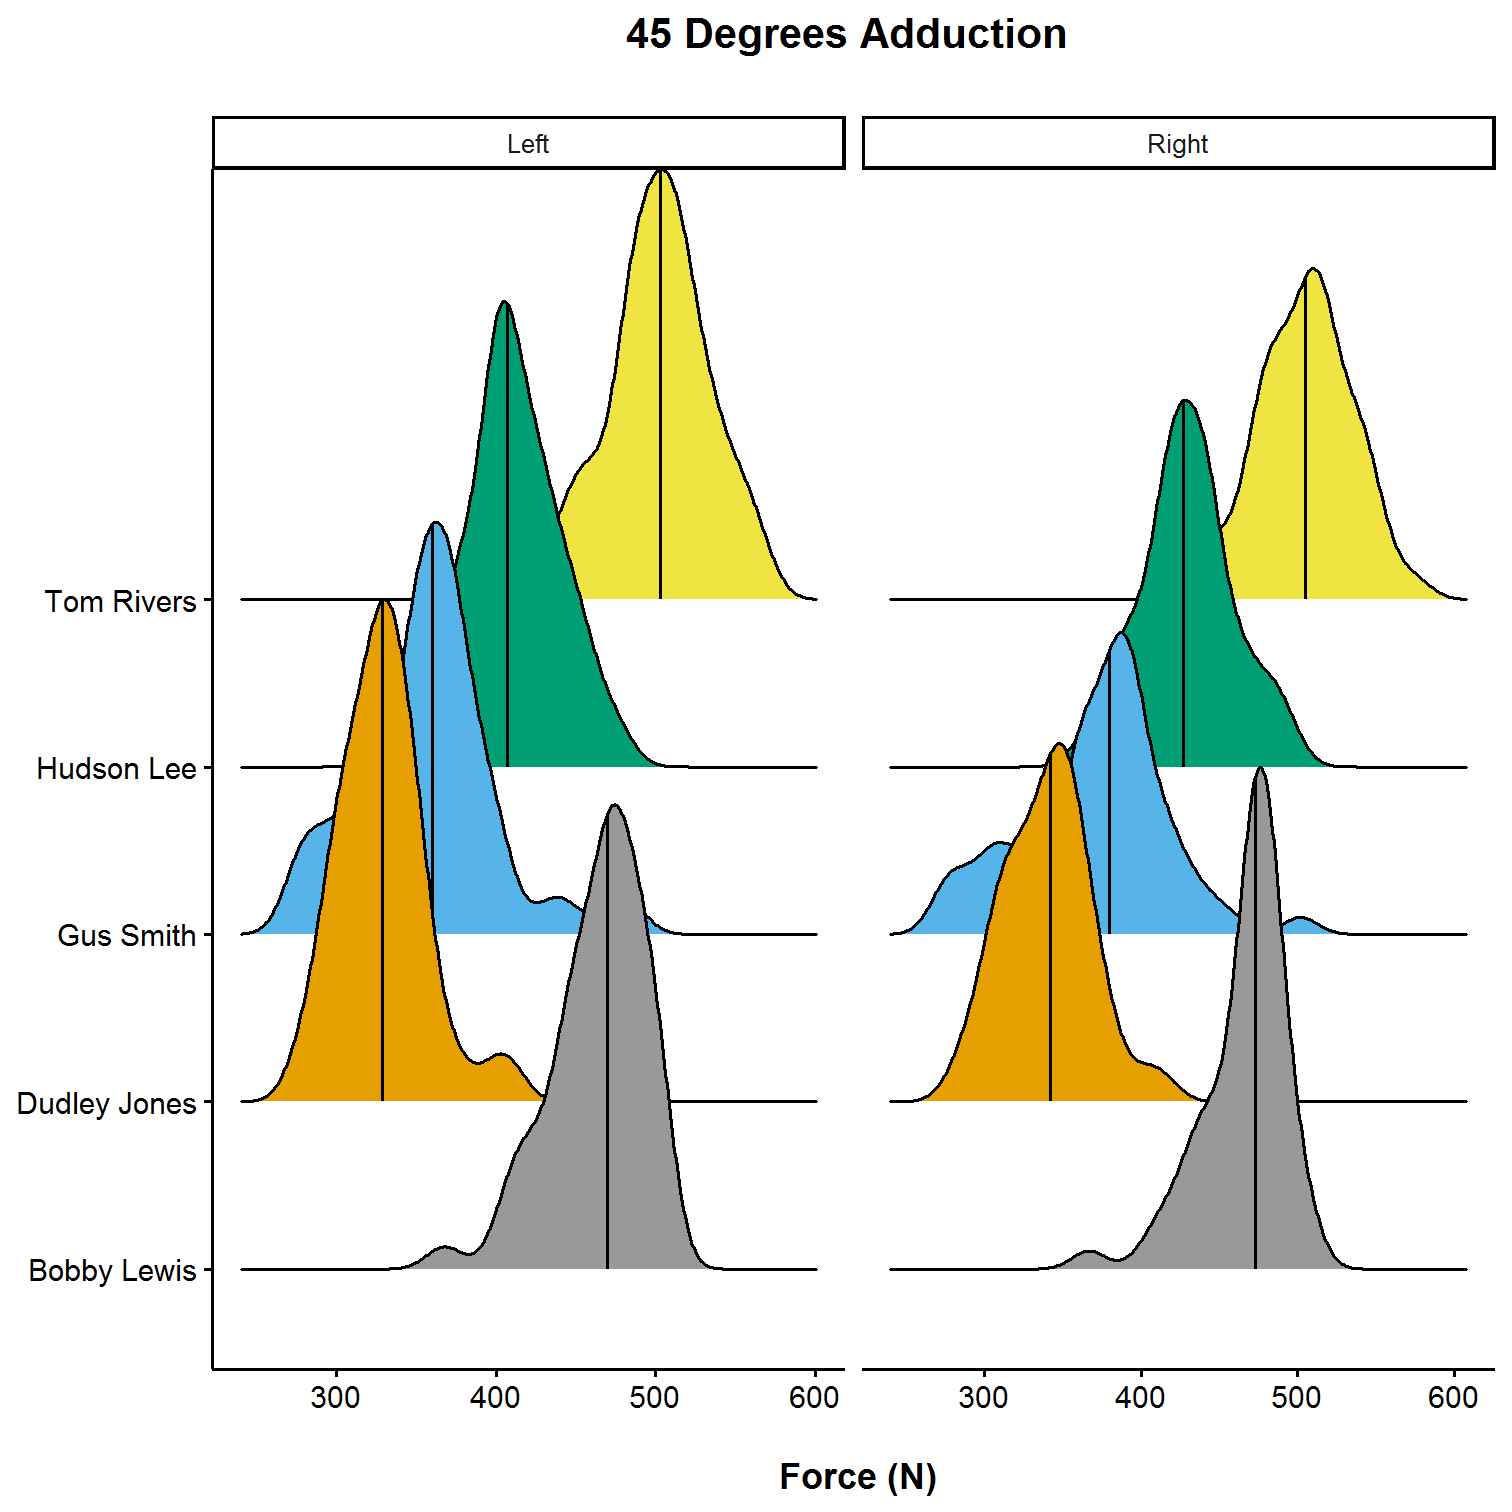 45 Degrees Adduction
Left
Right
Tom Rivers
Hudson Lee
Gus Smith
Dudley Jones
Bobby Lewis
300 400 500 600
300 400 500 600
Force (N)